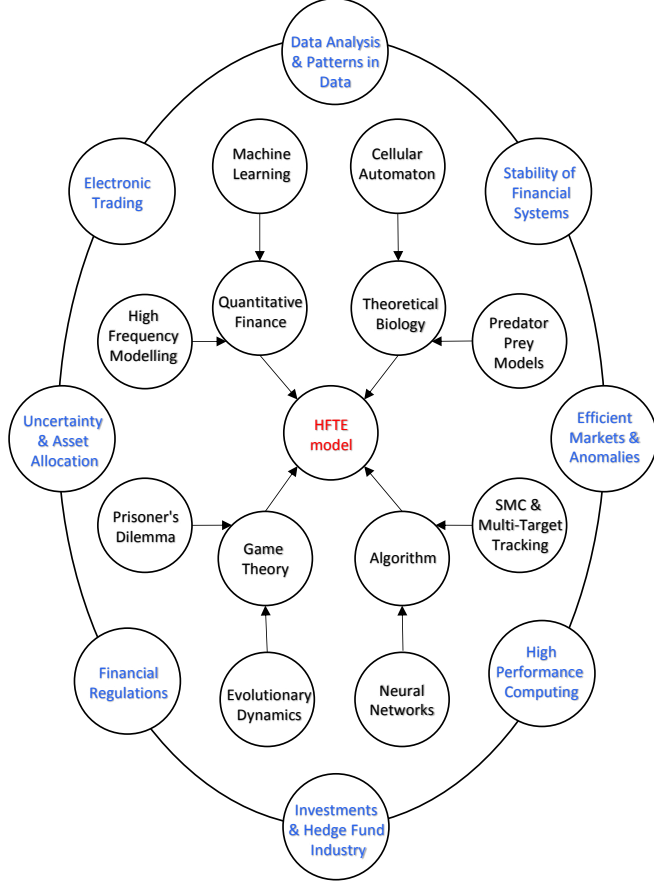 Data Analysis
& Patterns in
Data
Machine
Learning
Cellular
Automaton
Electronic
Trading
Stability of
Financial
Systems
Quantitative
Finance
Theoretical
Biology
High
Frequency
Modelling
Predator
Prey
Models
Uncertainty
& Asset
Allocation
HFTE
model
Efficient
Markets &
Anomalies
Prisoner's
Dilemma
SMC &
Multi-Target
Tracking
Game
Theory
Algorithm
Financial
Regulations
High
Performance
Computing
Evolutionary
Dynamics
Neural
Networks
Investments
& Hedge Fund
Industry